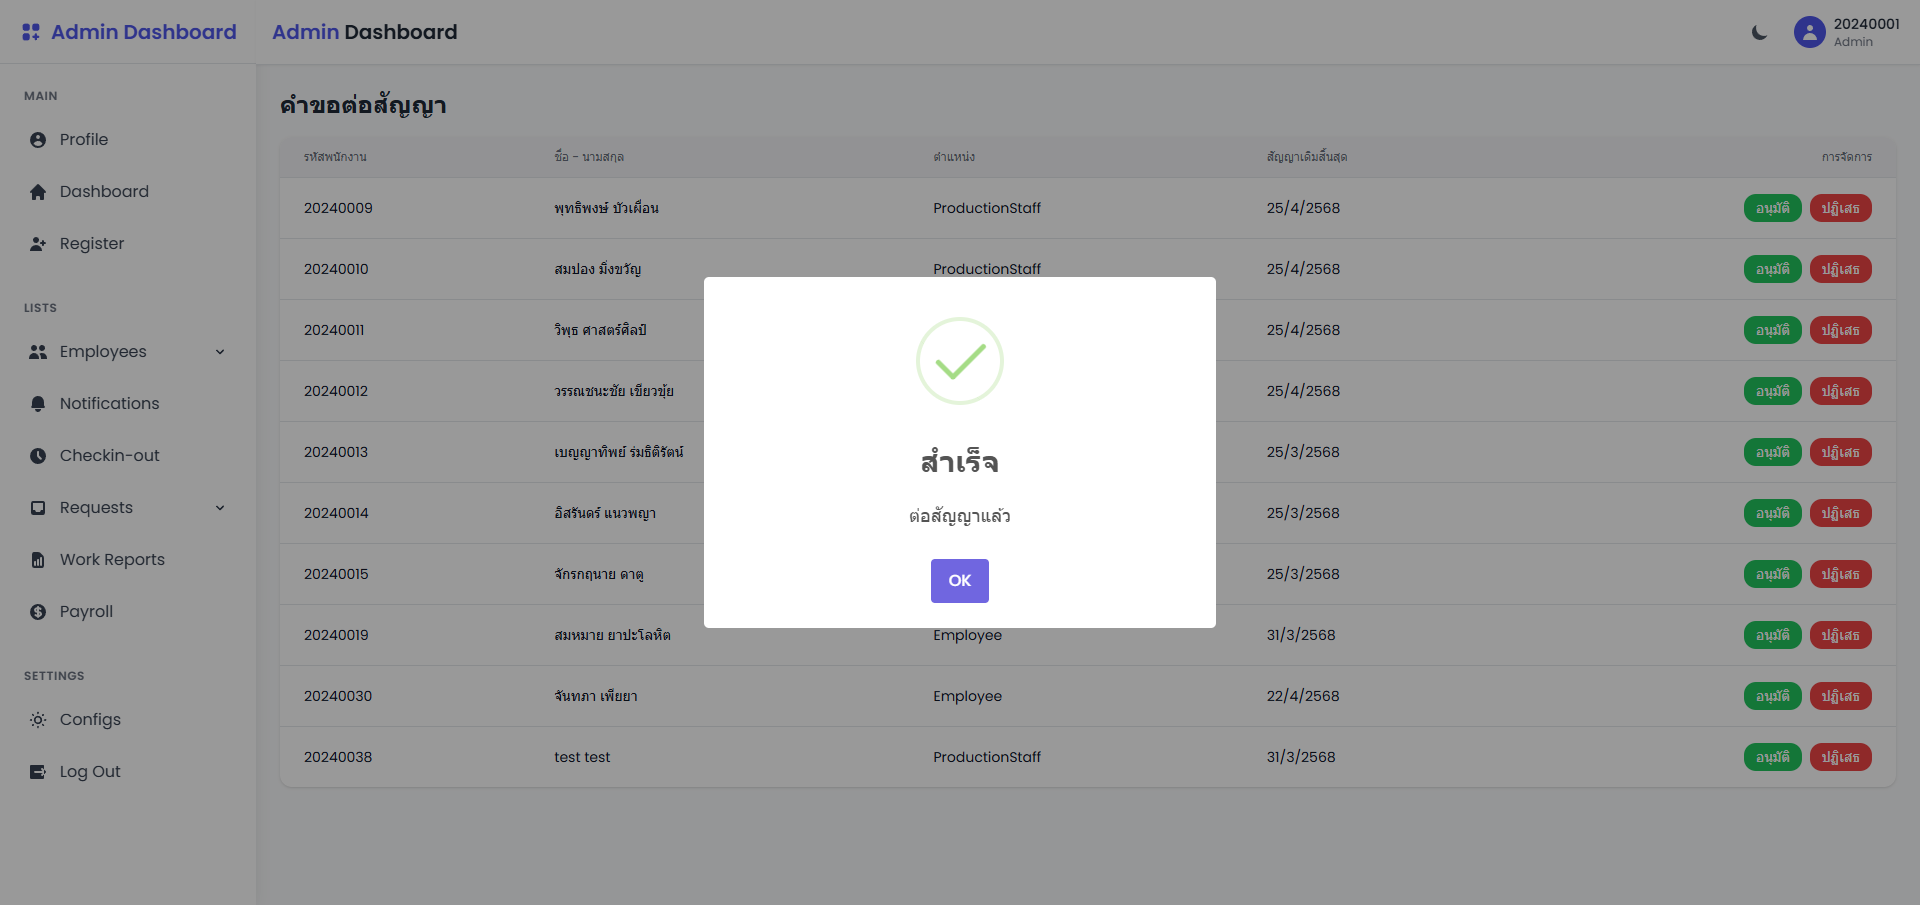 Admin Dashboard
Admin Dashboard
20240001
Admin
MAIN
Profile
Dashboard
Register
LISTS
Employees
Notifications
Checkin-out
Requests
Work Reports
Payroll
SETTINGS
Configs
Log Out
คำขอต่อสัญญา
รหัสพนักงาน ชื่อ - นามสกุล ตำแหน่ง สัญญาเดิมสิ้นสุด การจัดการ
20240009 พุทธิพงษ์ บัวเผื่อน ProductionStaff 25/4/2568 อนุมัติ ปฏิเสธ
20240010 สมปอง มิ่งขวัญ ProductionStaff 25/4/2568 อนุมัติ ปฏิเสธ
20240011 วิพุธ ศาสตร์ศิลป์ 25/4/2568 อนุมัติ ปฏิเสธ
20240012 วรรณชนะชัย เขียวขุ้ย 25/4/2568 อนุมัติ ปฏิเสธ
20240013 เบญญาทิพย์ ร่มธิติรัตน์ 25/3/2568 อนุมัติ ปฏิเสธ
20240014 อิสรันดร์ แนวพญา 25/3/2568 อนุมัติ ปฏิเสธ
20240015 จักรกฤนาย ดาตุ 25/3/2568 อนุมัติ ปฏิเสธ
20240019 สมหมาย ยาปะโลหิต Employee 31/3/2568 อนุมัติ ปฏิเสธ
20240030 จันทภา เพียยา Employee 22/4/2568 อนุมัติ ปฏิเสธ
20240038 test test ProductionStaff 31/3/2568 อนุมัติ ปฏิเสธ
สำเร็จ
ต่อสัญญาแล้ว
OK